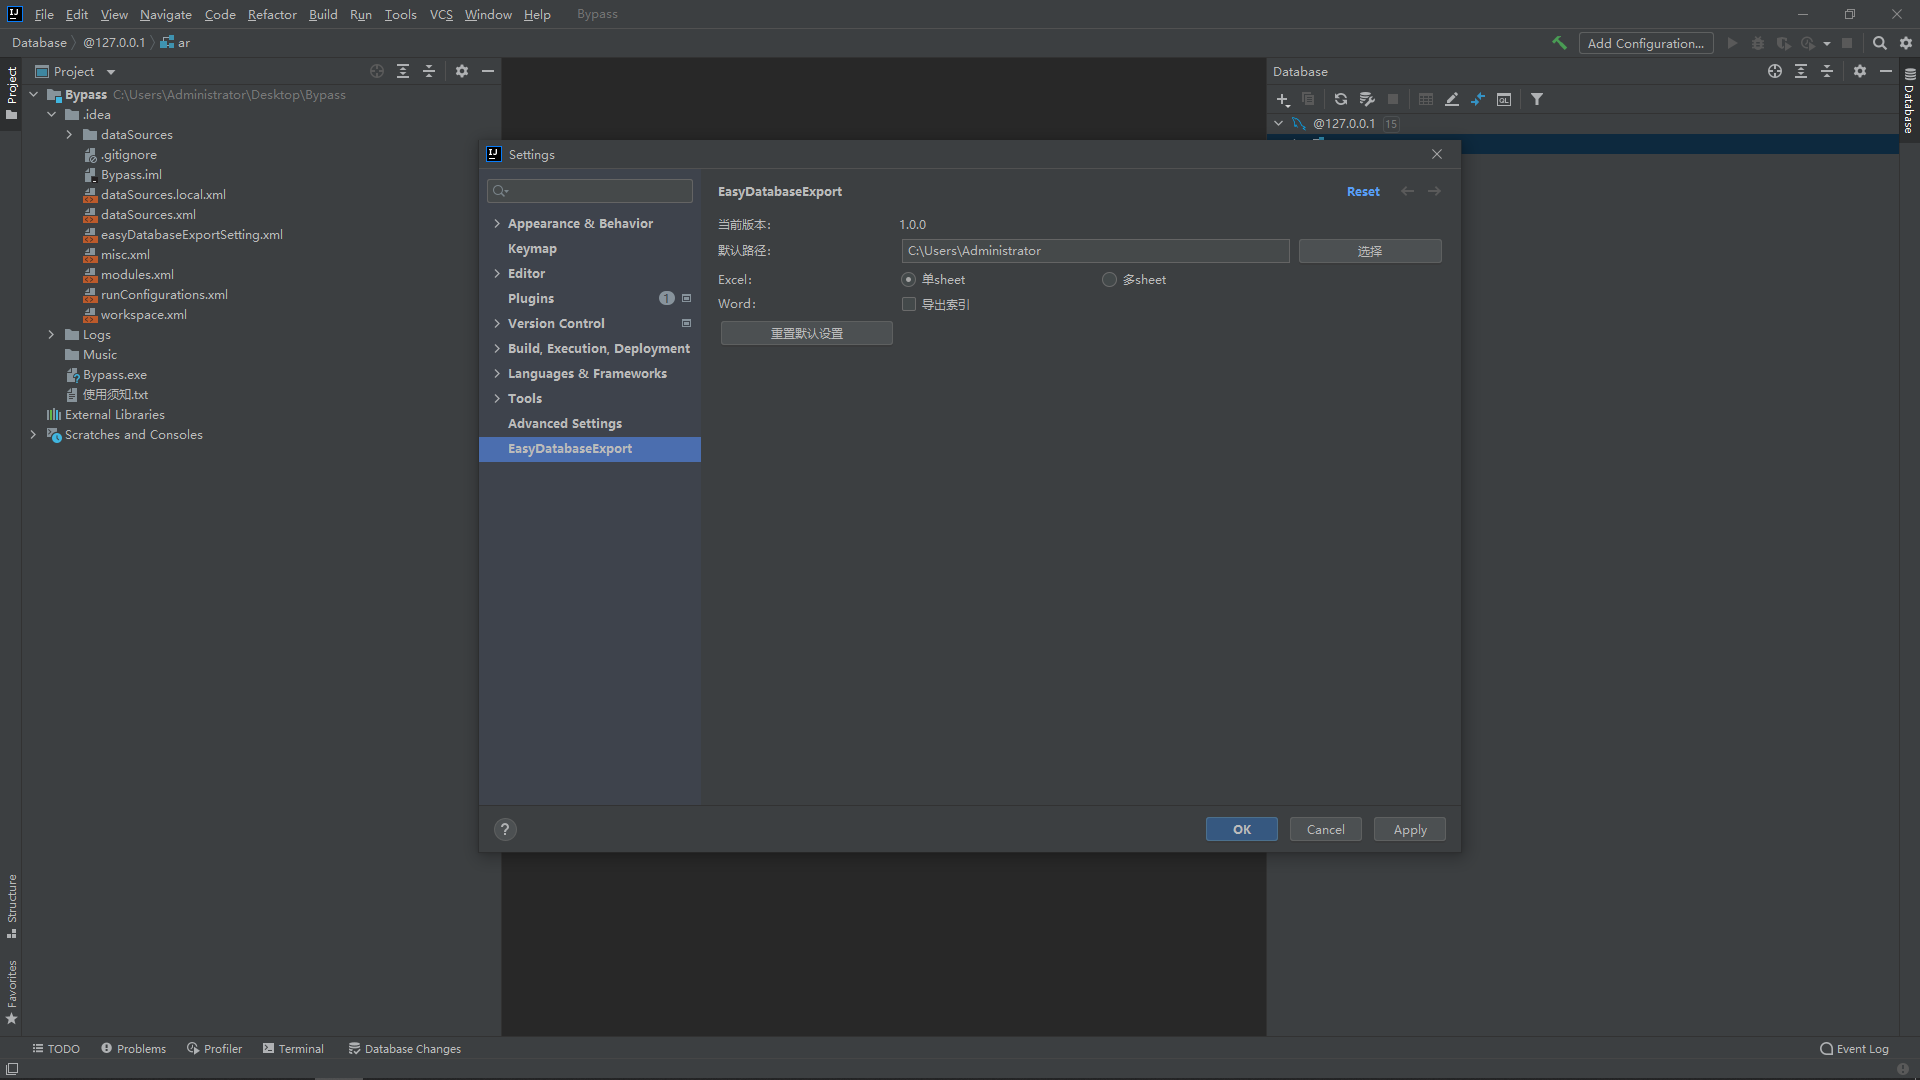 File Edit View Navigate Code Refactor Build Run Tools VCS Window Help Bypass
Database @127.0.0.1 ar
Add Configuration...
Project
Project
Bypass C:\Users\Administrator\Desktop\Bypass
.idea
dataSources
.gitignore
Bypass.iml
dataSources.local.xml
dataSources.xml
easyDatabaseExportSetting.xml
misc.xml
modules.xml
runConfigurations.xml
workspace.xml
Logs
Music
Bypass.exe
使用须知.txt
External Libraries
Scratches and Consoles
Structure
Favorites
Settings
Appearance & Behavior
Keymap
Editor
Plugins 1
Version Control
Build, Execution, Deployment
Languages & Frameworks
Tools
Advanced Settings
EasyDatabaseExport
EasyDatabaseExport Reset
当前版本: 1.0.0
默认路径: C:\Users\Administrator 选择
Excel: 单sheet 多sheet
Word: 导出索引
重置默认设置
? OK Cancel Apply
Database
QL
@127.0.0.1 15
Database
TODO Problems Profiler Terminal Database Changes Event Log